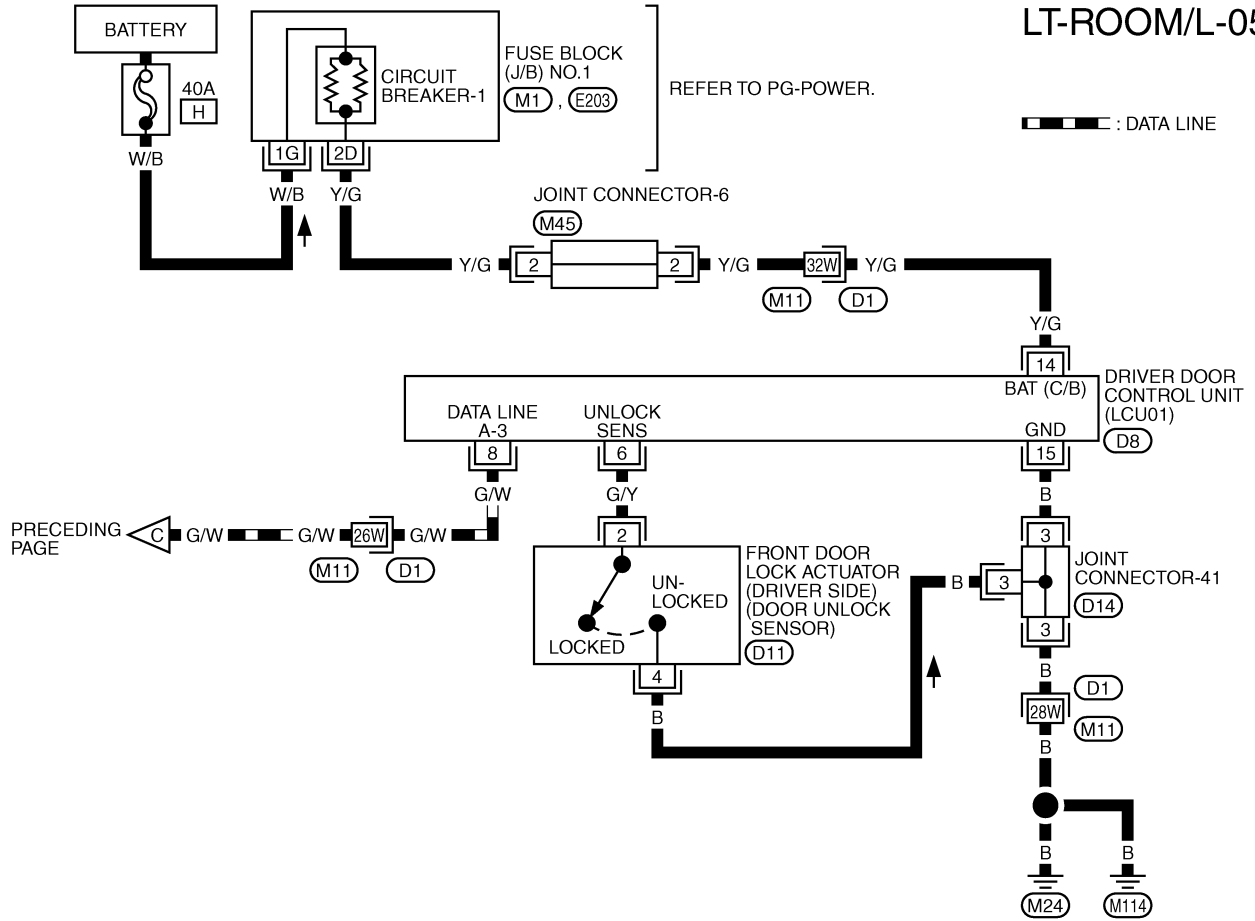 LT-ROOM/L-05
BATTERY
40A
H
W/B
CIRCUIT
BREAKER-1
FUSE BLOCK
(J/B) NO.1
M1 , E203
REFER TO PG-POWER.
: DATA LINE
1G 2D
W/B Y/G
JOINT CONNECTOR-6
M45
Y/G 2 2 Y/G 32W Y/G
M11 D1
Y/G
14
BAT (C/B)
DRIVER DOOR
CONTROL UNIT
(LCU01)
D8
DATA LINE
A-3
UNLOCK
SENS
GND
8 6 15
G/W G/Y B
PRECEDING
PAGE
C G/W G/W 26W G/W
M11 D1
2
UN-
LOCKED
LOCKED
FRONT DOOR
LOCK ACTUATOR
(DRIVER SIDE)
(DOOR UNLOCK
SENSOR)
D11
4
B
B 3
3
3
JOINT
CONNECTOR-41
D14
B
D1
28W
M11
B
B B
M24 M114